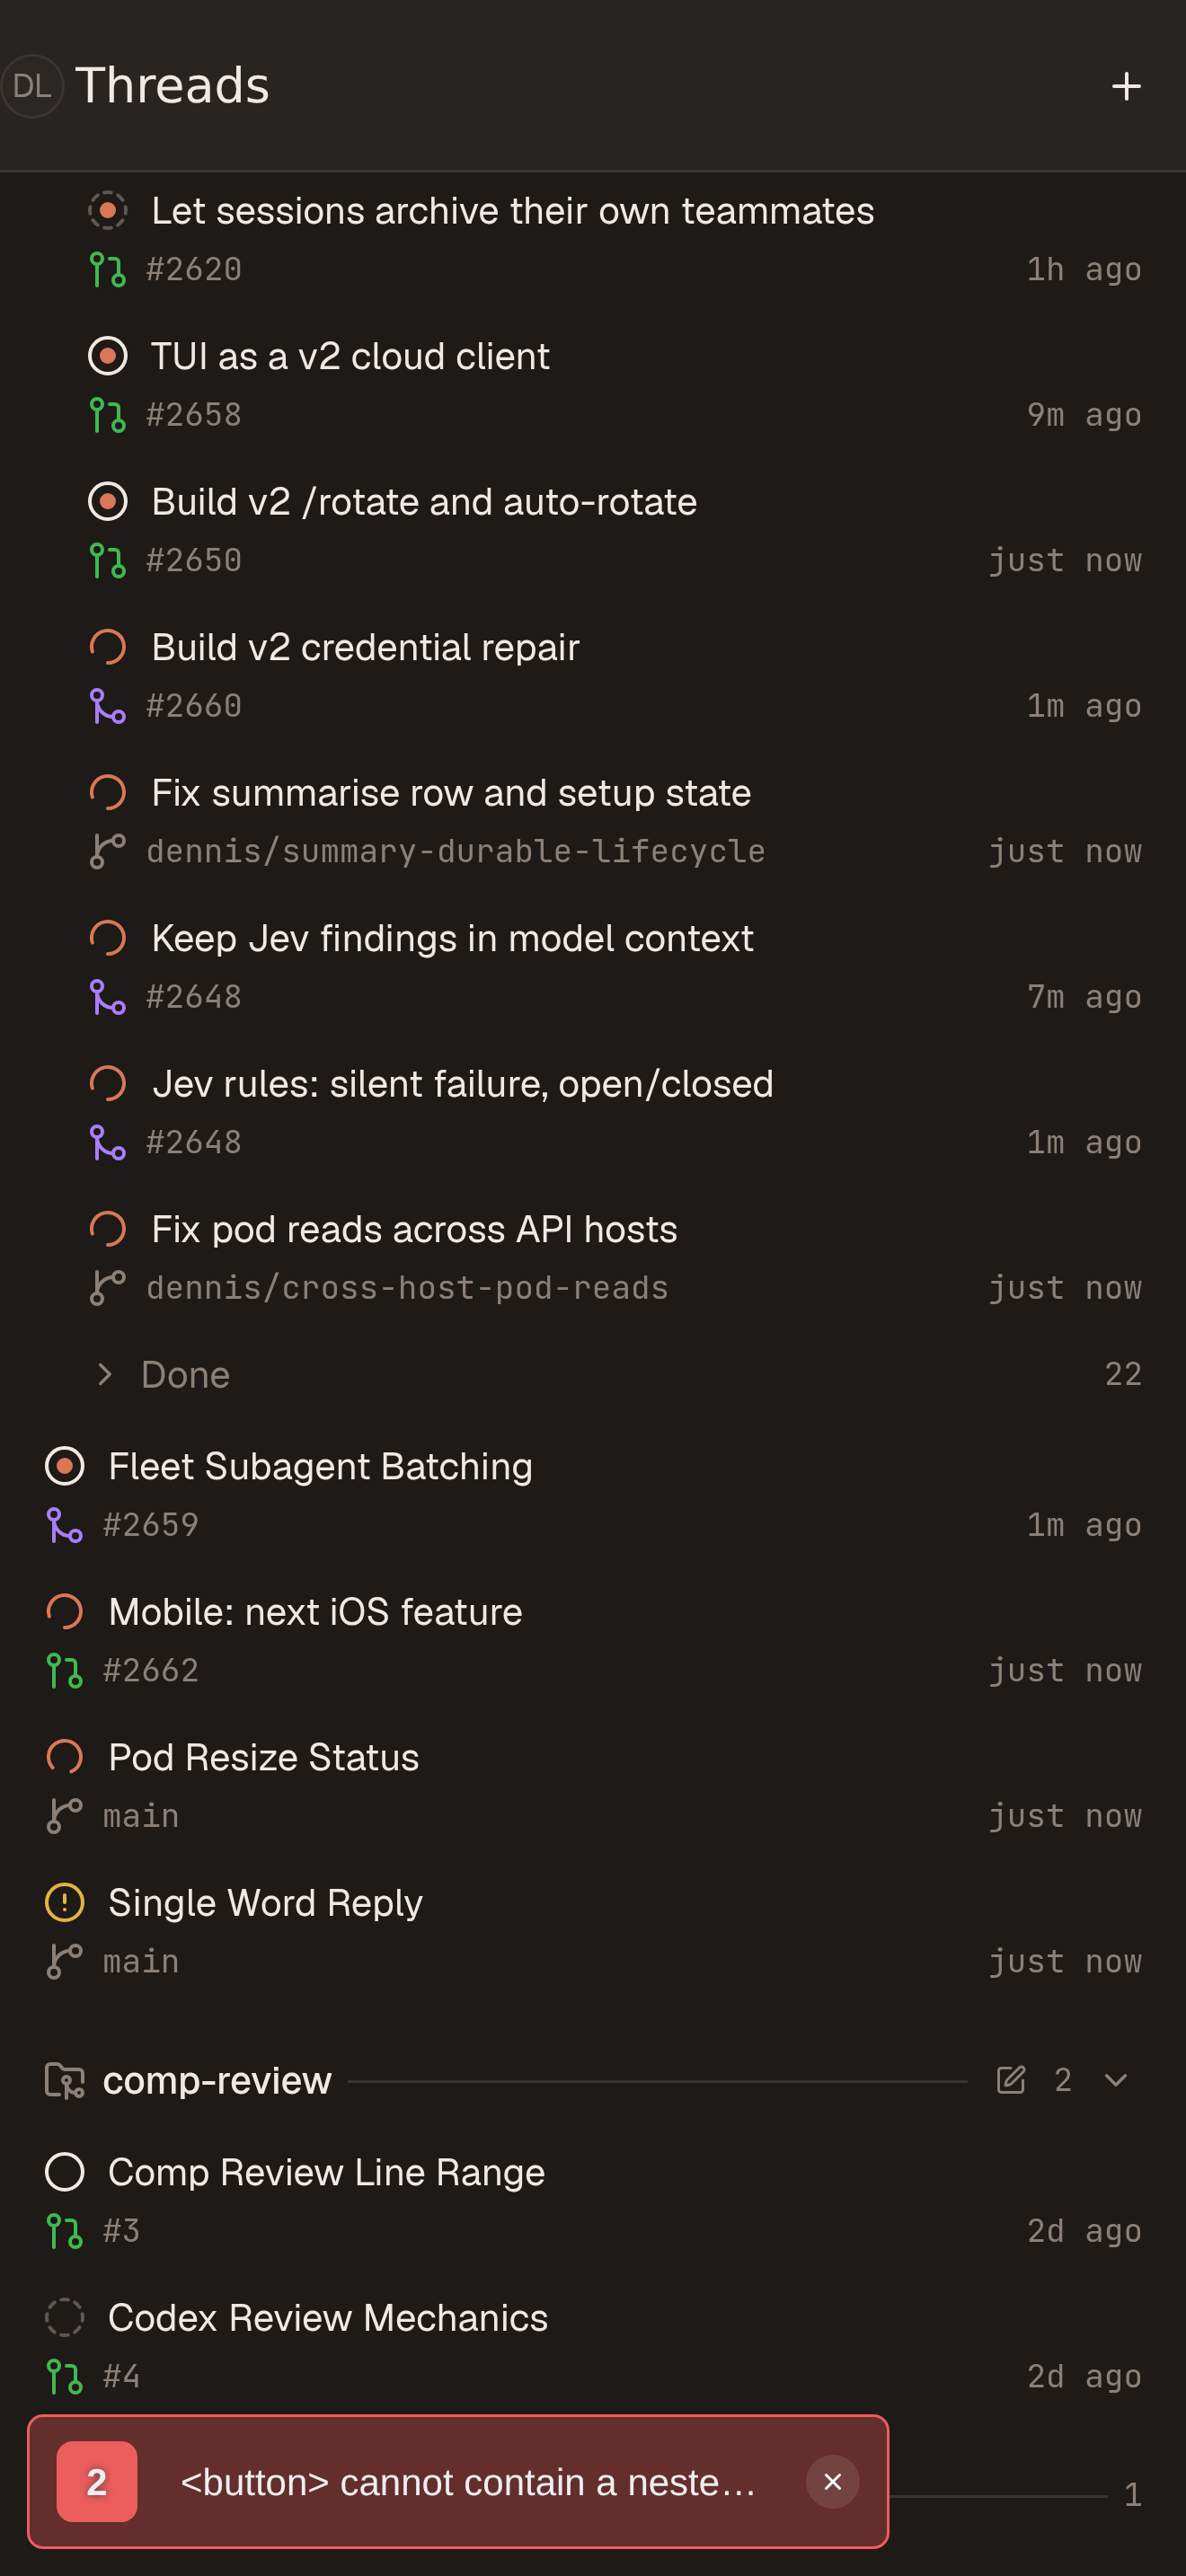 DL Threads
Let sessions archive their own teammates
#2620 1h ago
TUI as a v2 cloud client
#2658 9m ago
Build v2 /rotate and auto-rotate
#2650 just now
Build v2 credential repair
#2660 1m ago
Fix summarise row and setup state
dennis/summary-durable-lifecycle just now
Keep Jev findings in model context
#2648 7m ago
Jev rules: silent failure, open/closed
#2648 1m ago
Fix pod reads across API hosts
dennis/cross-host-pod-reads just now
Done 22
Fleet Subagent Batching
#2659 1m ago
Mobile: next iOS feature
#2662 just now
Pod Resize Status
main just now
Single Word Reply
main just now
comp-review 2
Comp Review Line Range
#3 2d ago
Codex Review Mechanics
#4 2d ago
2 <button> cannot contain a neste… 1